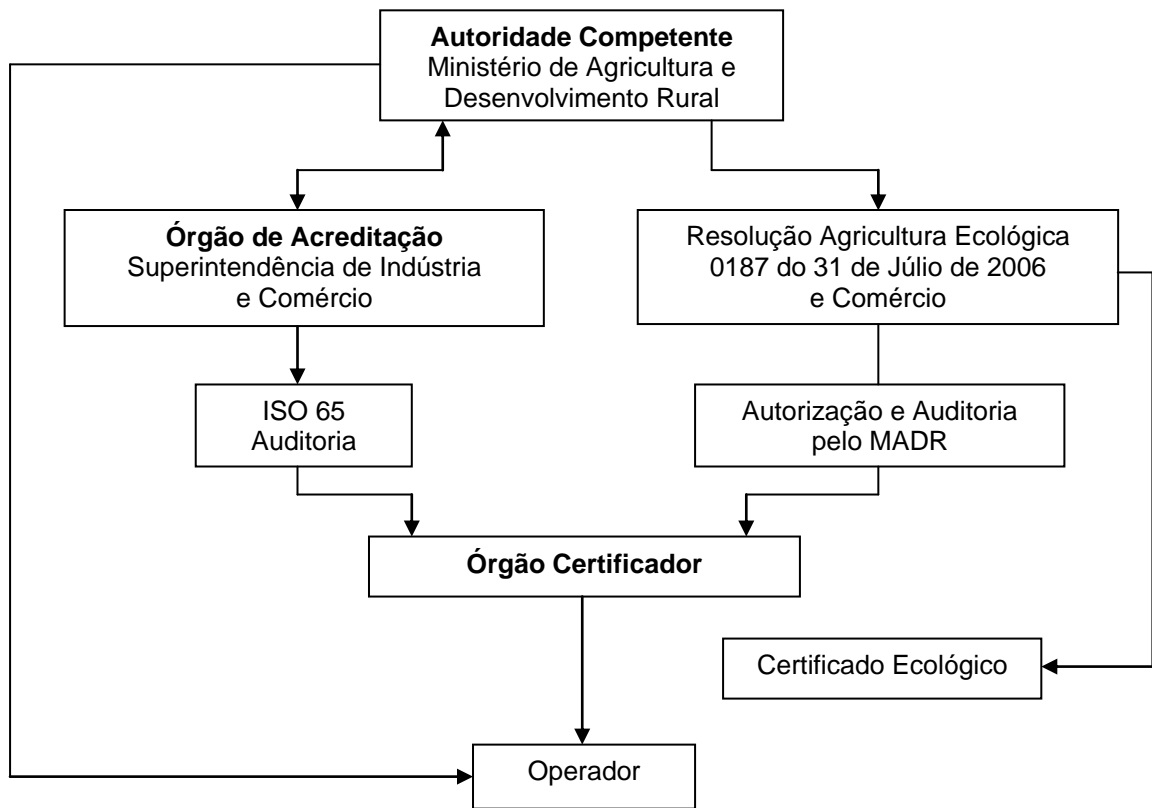 Autoridade Competente
Ministério de Agricultura e
Desenvolvimento Rural
Órgão de Acreditação
Superintendência de Indústria
e Comércio
Resolução Agricultura Ecológica
0187 do 31 de Júlio de 2006
e Comércio
ISO 65
Auditoria
Autorização e Auditoria
pelo MADR
Órgão Certificador
Certificado Ecológico
Operador